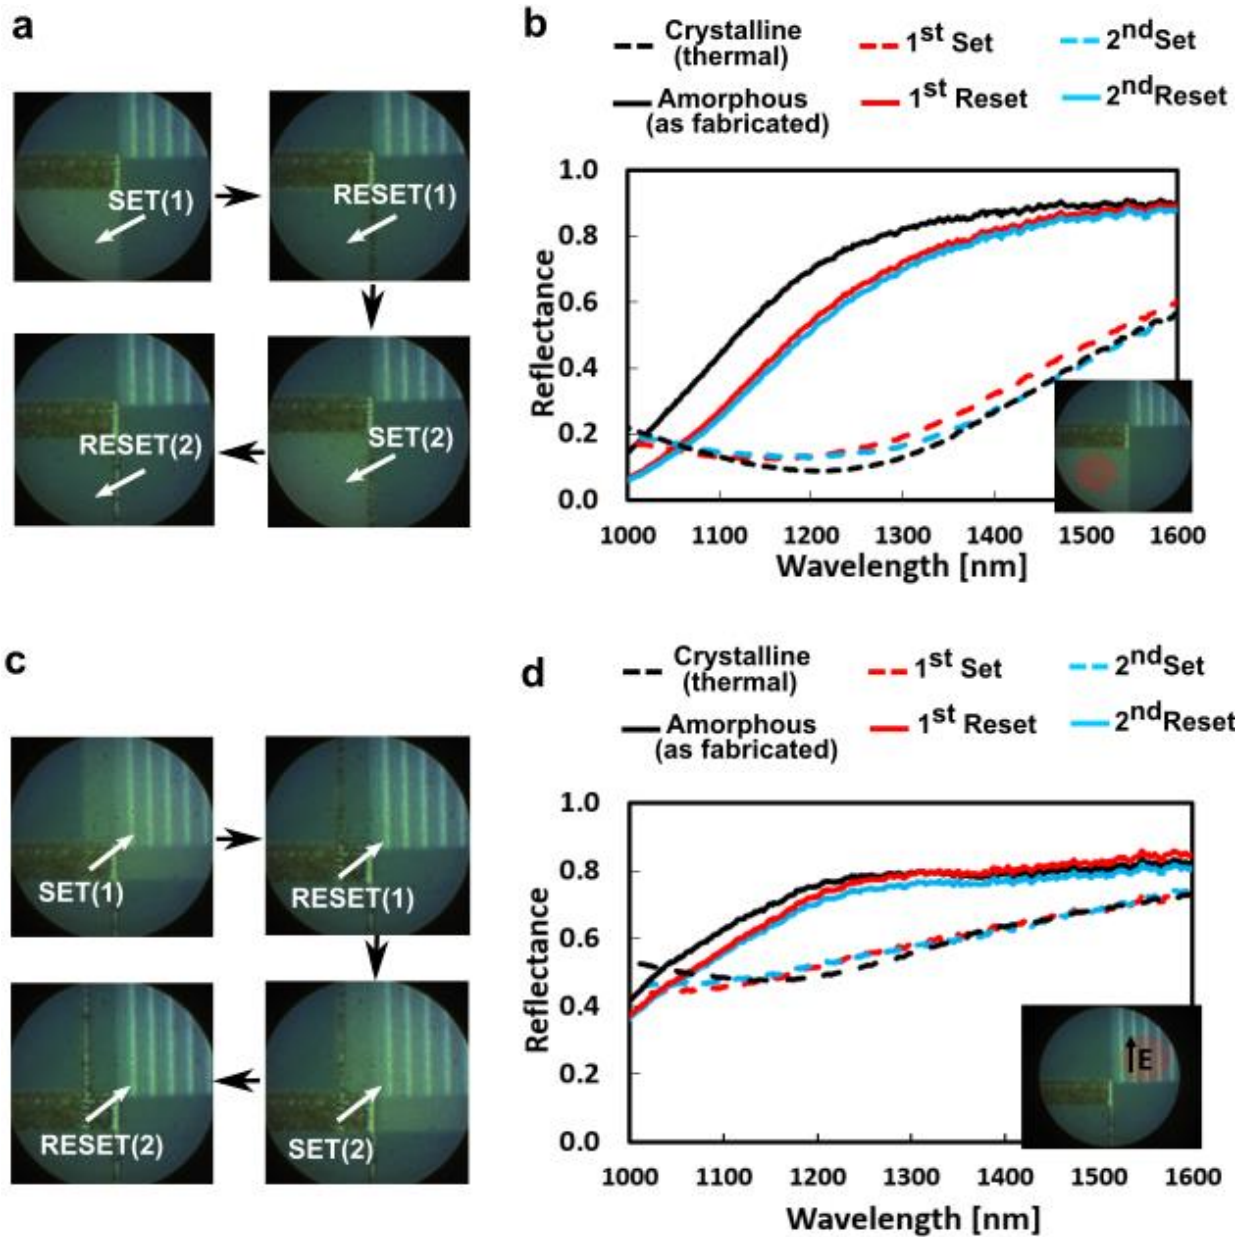 a
SET(1)
RESET(1)
RESET(2)
SET(2)
b
Crystalline
(thermal)
1st Set
2nd Set
Amorphous
(as fabricated)
1st Reset
2nd Reset
Reflectance
1.0
0.8
0.6
0.4
0.2
0.0
1000 1100 1200 1300 1400 1500 1600
Wavelength [nm]
c
SET(1)
RESET(1)
RESET(2)
SET(2)
d
Crystalline
(thermal)
1st Set
2nd Set
Amorphous
(as fabricated)
1st Reset
2nd Reset
Reflectance
1.0
0.8
0.6
0.4
0.2
0.0
E
1000 1100 1200 1300 1400 1500 1600
Wavelength [nm]